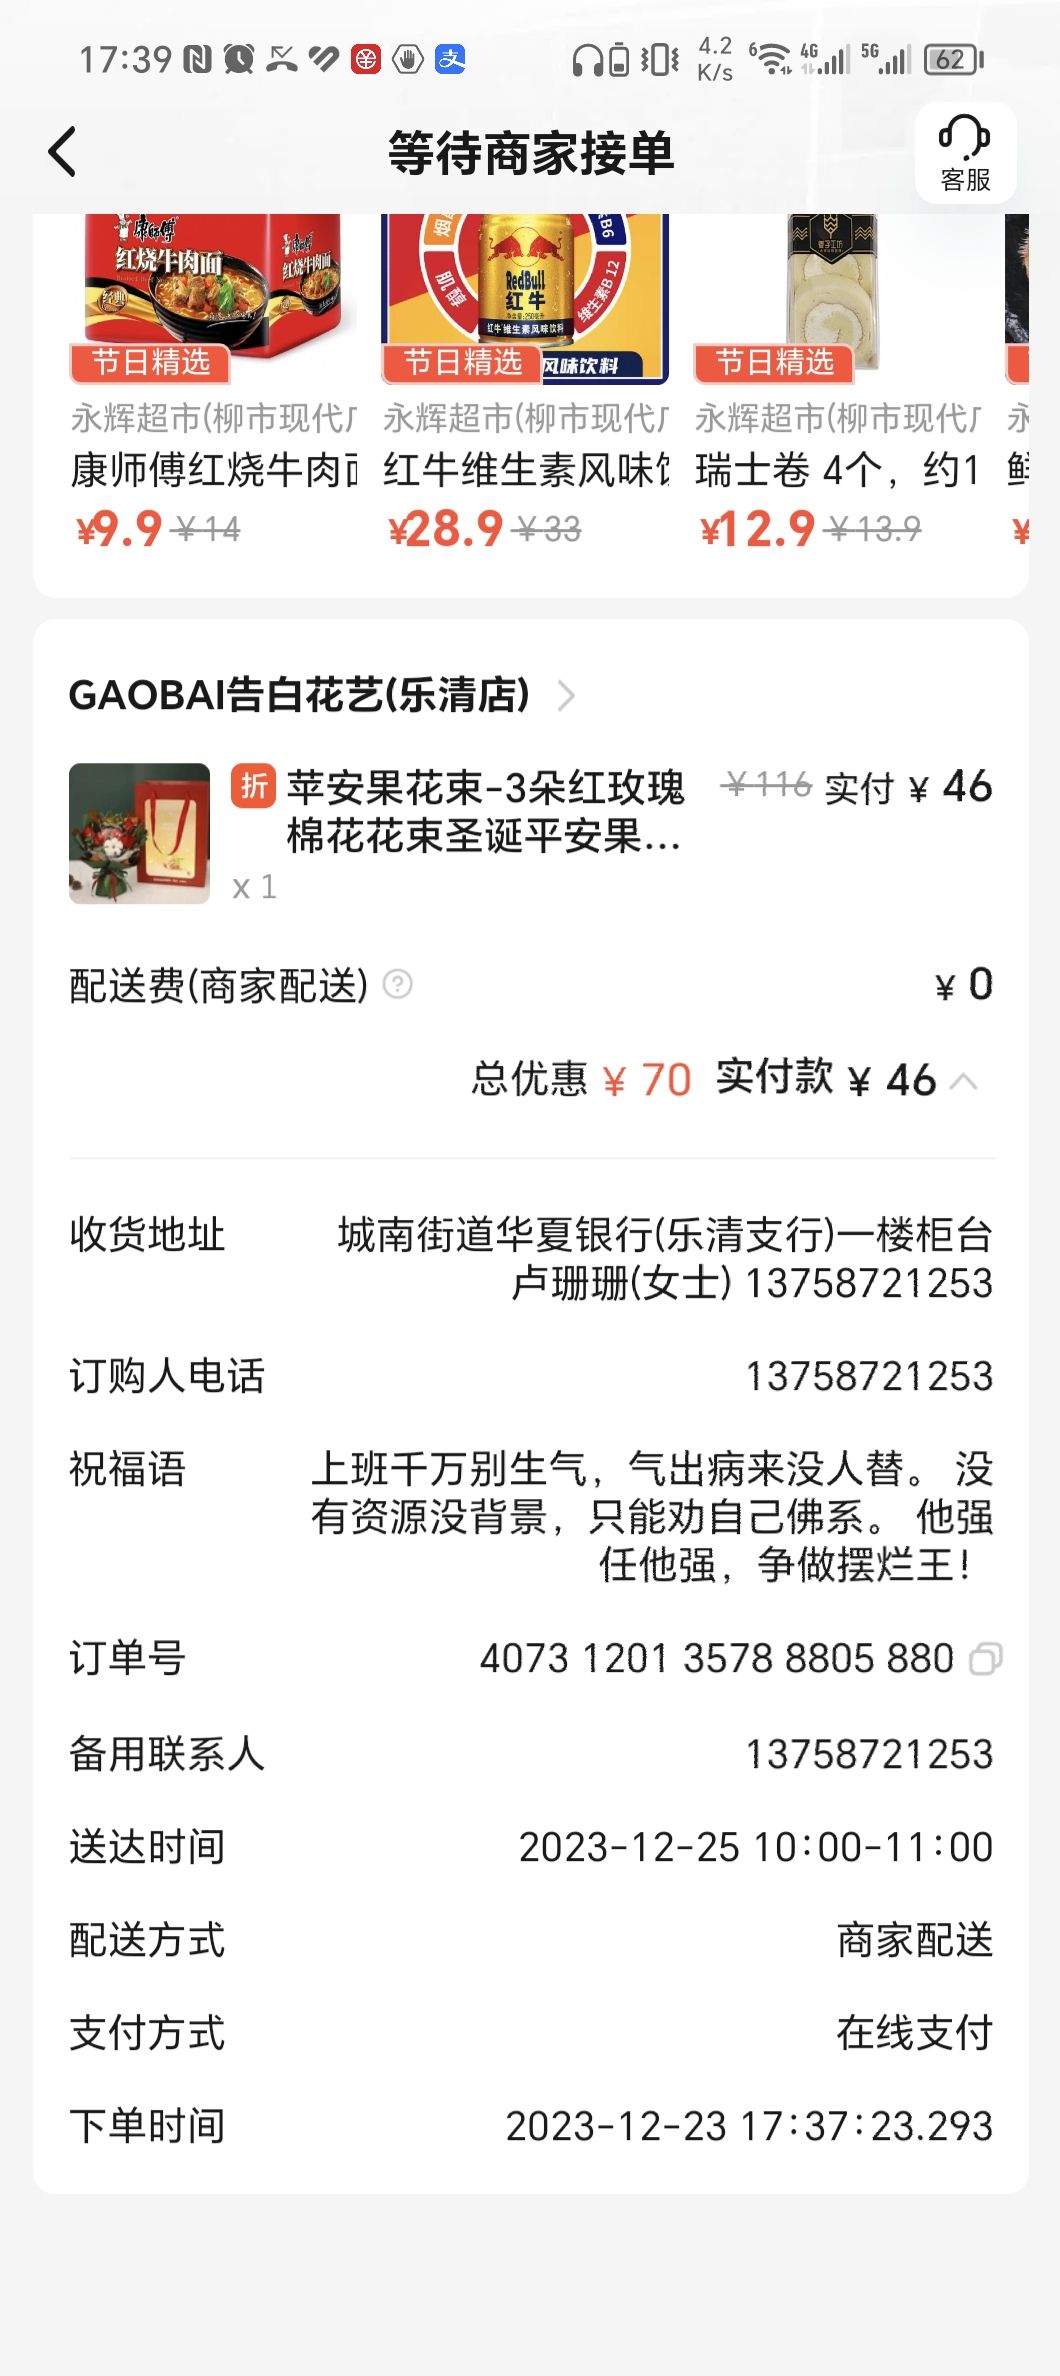 17:39 4.2 K/s 6 4G 5G 62
等待商家接单
客服
康师傅
红烧牛肉面
红烧牛肉面
经典
肌醇
RedBull
红牛
红牛维生素风味饮料
B6
维生素B12
风味饮料
节日精选 节日精选 节日精选
永辉超市(柳市现代 永辉超市(柳市现代 永辉超市(柳市现代 永
康师傅红烧牛肉 红牛维生素风味 瑞士卷 4个，约1
¥9.9 ¥14 ¥28.9 ¥33 ¥12.9 ¥13.9 ¥
GAOBAI告白花艺(乐清店)
折 苹安果花束-3朵红玫瑰 ¥116 实付 ¥ 46
棉花花束圣诞平安果...
x 1
配送费(商家配送) ? ¥ 0
总优惠 ¥ 70 实付款 ¥ 46
收货地址 城南街道华夏银行(乐清支行)一楼柜台
卢珊珊(女士) 13758721253
订购人电话 13758721253
祝福语 上班千万别生气，气出病来没人替。 没
有资源没背景，只能劝自己佛系。 他强
任他强，争做摆烂王！
订单号 4073 1201 3578 8805 880
备用联系人 13758721253
送达时间 2023-12-25 10:00-11:00
配送方式 商家配送
支付方式 在线支付
下单时间 2023-12-23 17:37:23.293